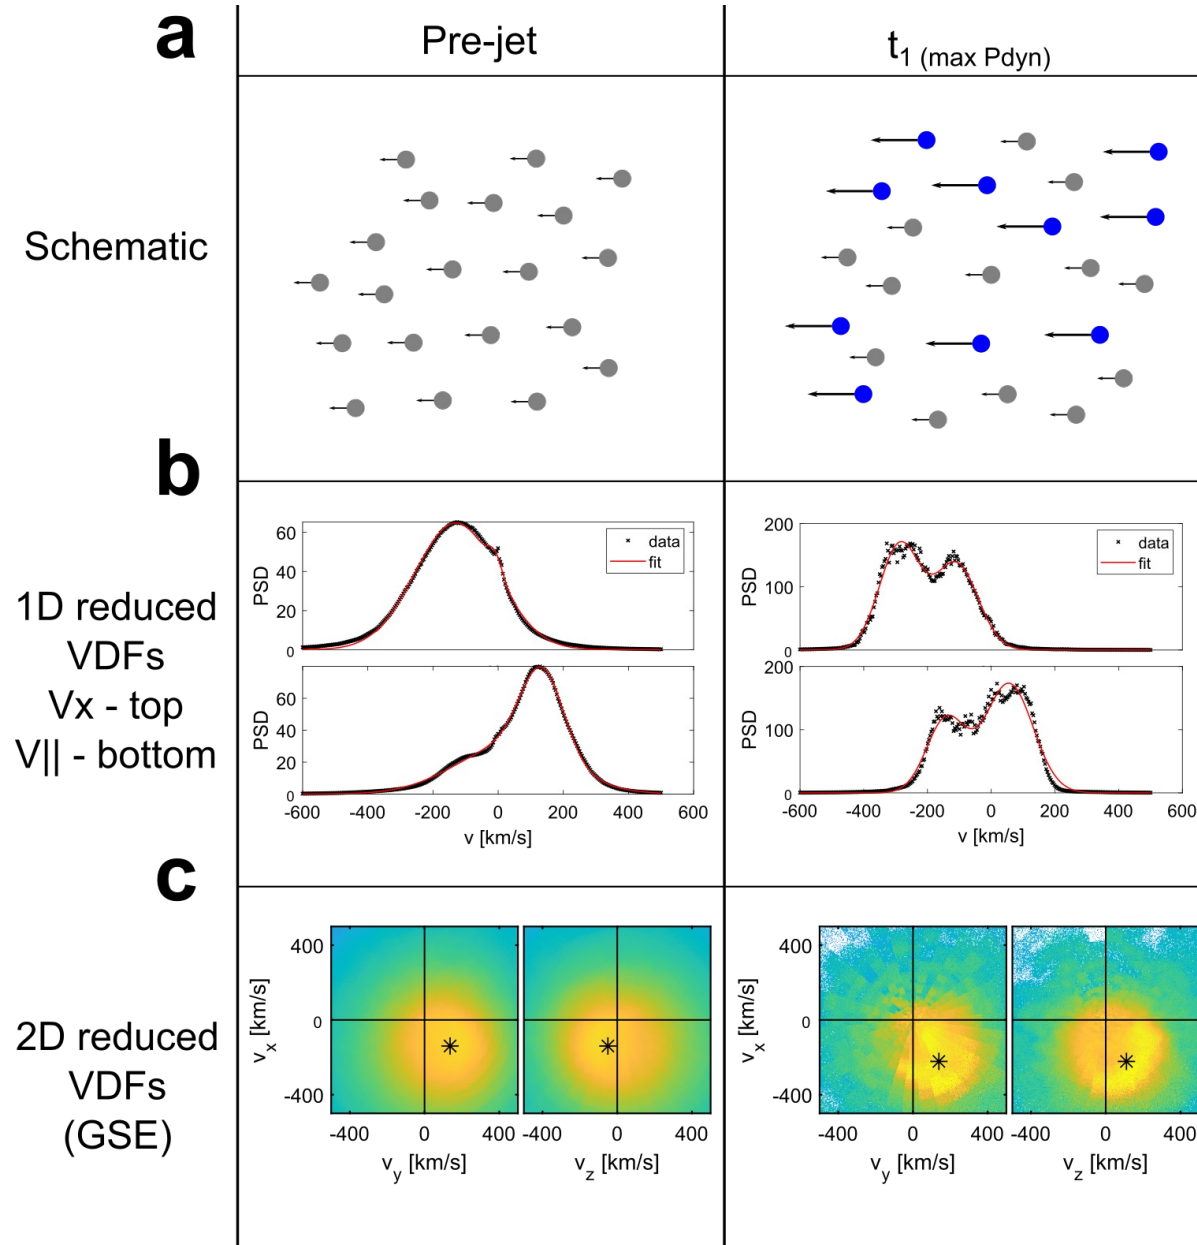 a
Pre-jet
t1 (max Pdyn)
Schematic
b
1D reduced
VDFs
Vx - top
V|| - bottom
PSD
60
40
20
0
data
fit
PSD
60
40
20
0
-600
-400
-200
0
200
400
600
v [km/s]
PSD
200
100
0
data
fit
PSD
200
100
0
-600
-400
-200
0
200
400
600
v [km/s]
c
2D reduced
VDFs
(GSE)
vx [km/s]
400
0
-400
-400
0
400
vy [km/s]
0
400
vz [km/s]
vx [km/s]
400
0
-400
-400
0
400
vy [km/s]
-400
0
400
vz [km/s]